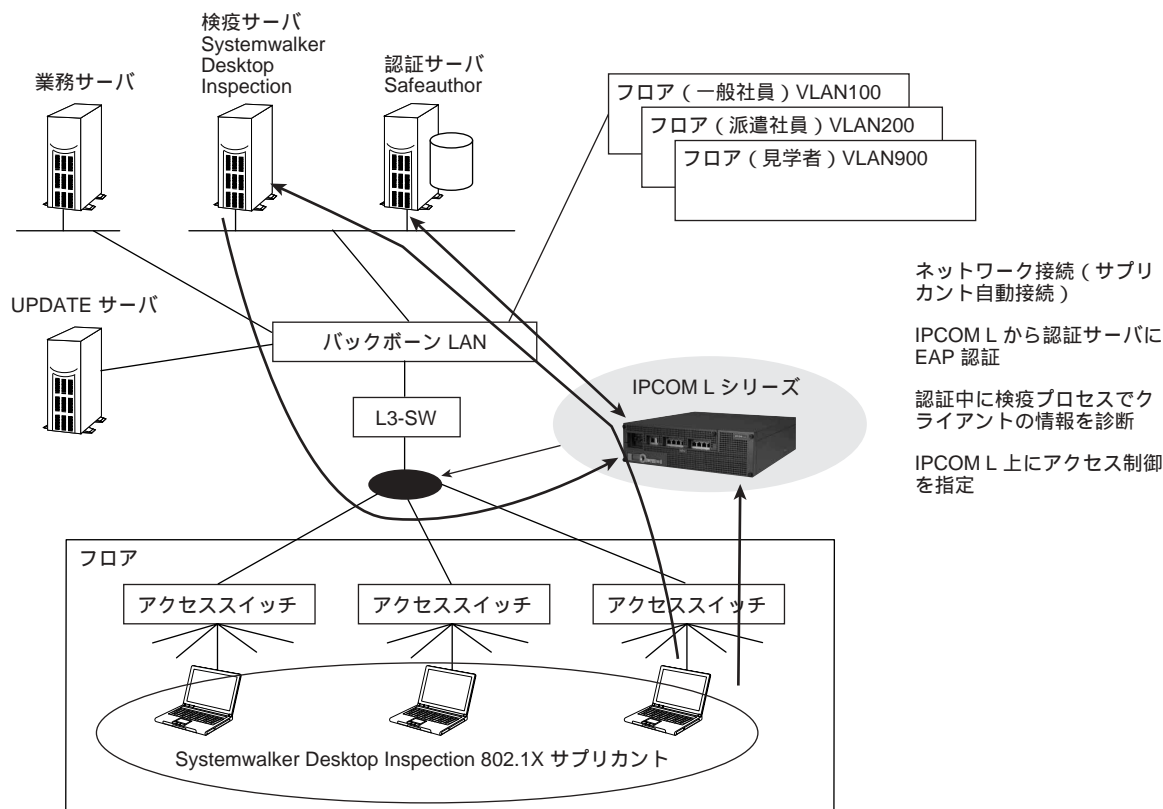 検疫サーバ
Systemwalker
Desktop
Inspection
業務サーバ
認証サーバ
Safeauthor
フロア（一般社員）VLAN100
フロア（派遣社員）VLAN200
フロア（見学者）VLAN900
ネットワーク接続（サプリ
カント自動接続）
IPCOM L から認証サーバに
EAP 認証
認証中に検疫プロセスでク
ライアントの情報を診断
IPCOM L 上にアクセス制御
を指定
UPDATE サーバ
バックボーン LAN
IPCOM L シリーズ
L3-SW
フロア
アクセススイッチ
アクセススイッチ
アクセススイッチ
Systemwalker Desktop Inspection 802.1X サプリカント